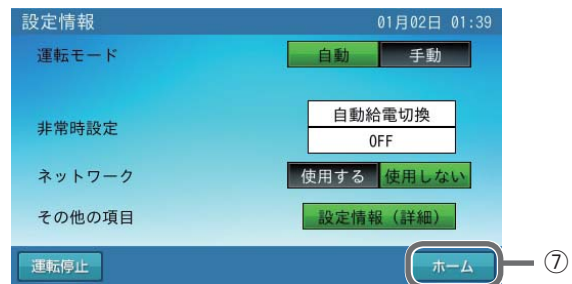 設定情報 01月02日 01:39
運転モード 自動 手動
非常時設定 自動給電切換
OFF
ネットワーク 使用する 使用しない
その他の項目 設定情報（詳細）
運転停止 ホーム ⑦